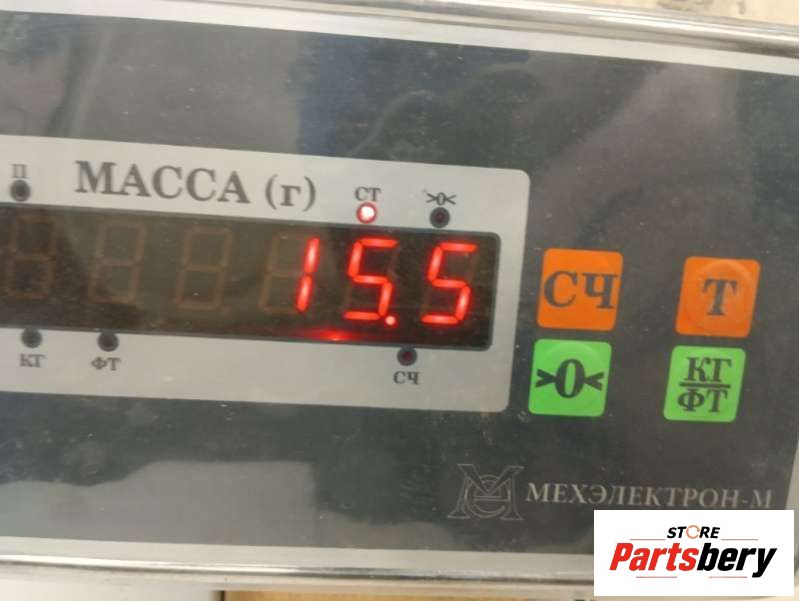 П
МАССА (г)
СТ
>0<
15.5
КГ
ФТ
СЧ
СЧ
Т
>0<
КГ
ФТ
МЕХЭЛЕКТРОН-М
STORE
Partsbery